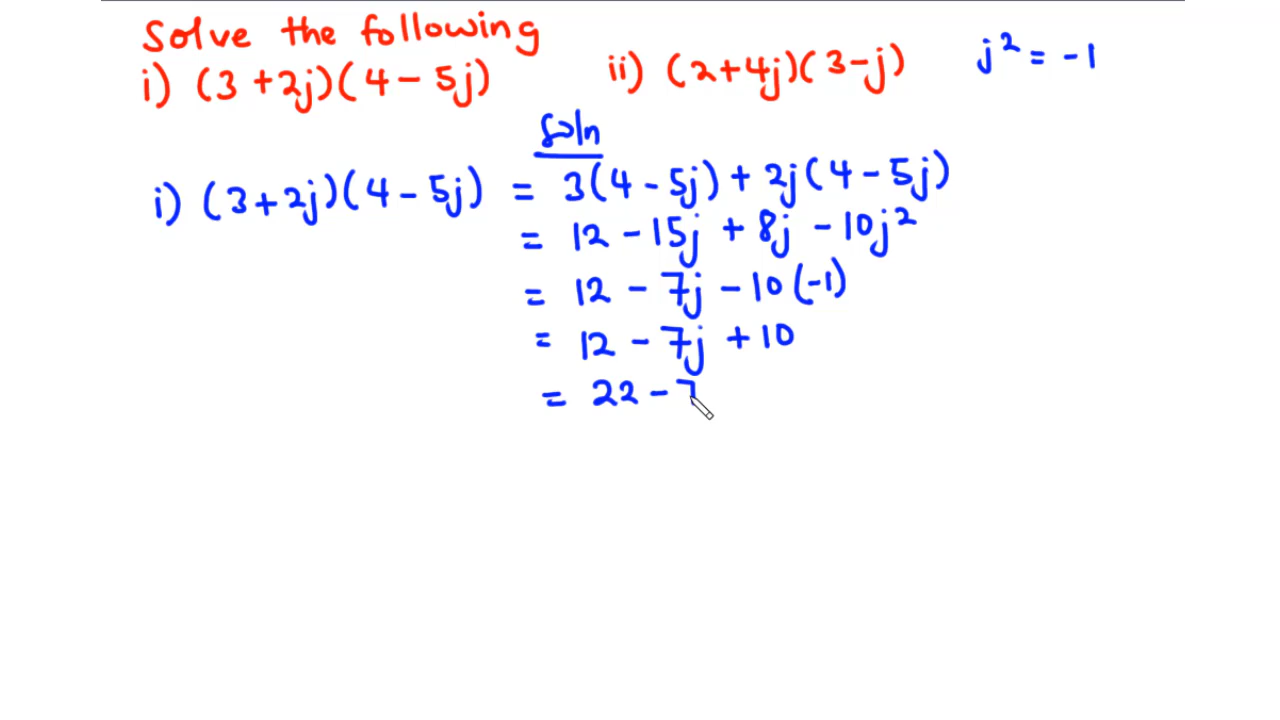 Solve the following
i) (3 + 2j)(4 - 5j) ii) (2 + 4j)(3 - j) j² = -1
soln
i) (3 + 2j)(4 - 5j) = 3(4 - 5j) + 2j(4 - 5j)
= 12 - 15j + 8j - 10j²
= 12 - 7j - 10(-1)
= 12 - 7j + 10
= 22 - 7